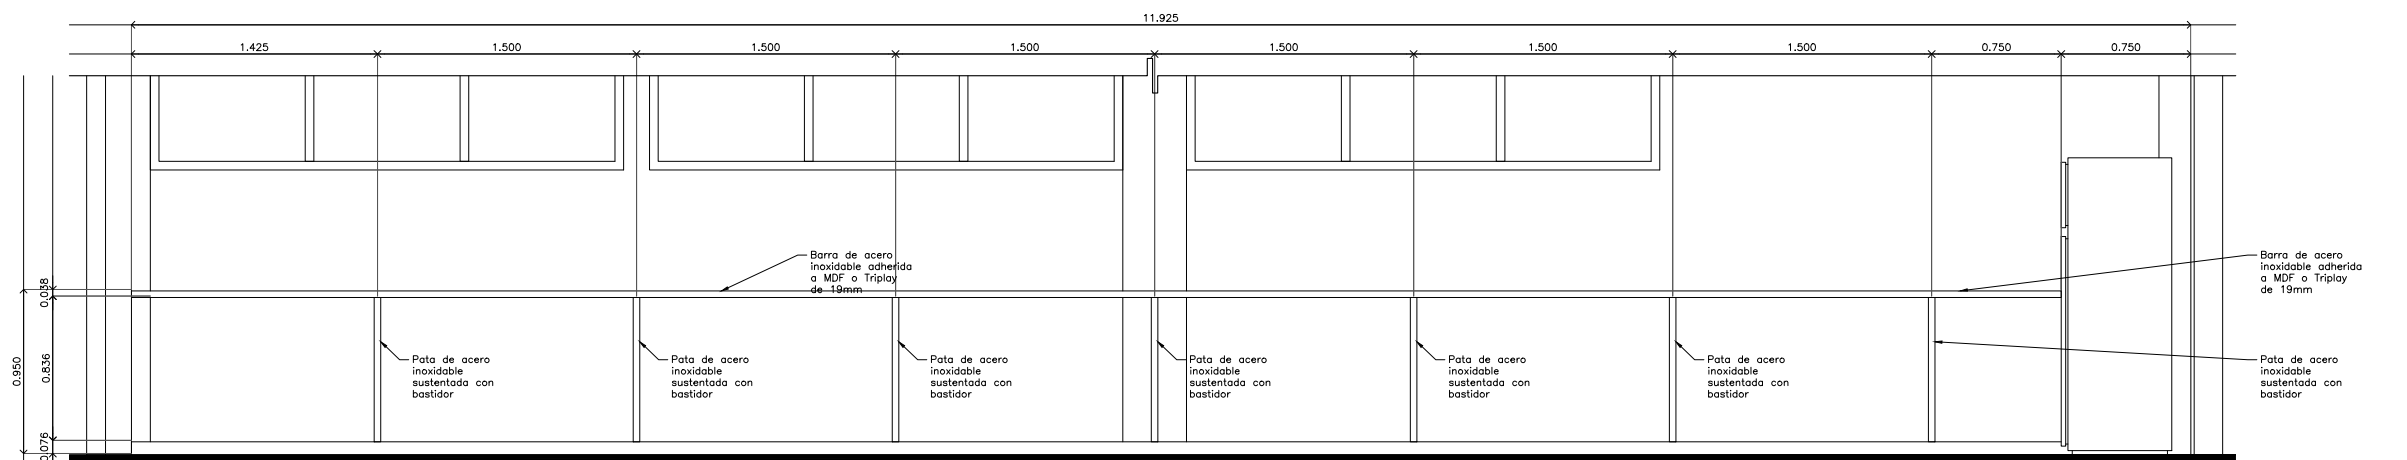 11.925
1.425 1.500 1.500 1.500 1.500 1.500 1.500 0.750 0.750
Barra de acero
inoxidable adherida
a MDF o Triplay
de 19mm
Barra de acero
inoxidable adherida
a MDF o Triplay
de 19mm
0.038
0.950
0.836
0.076
Pata de acero
inoxidable
sustentada con
bastidor
Pata de acero
inoxidable
sustentada con
bastidor
Pata de acero
inoxidable
sustentada con
bastidor
Pata de acero
inoxidable
sustentada con
bastidor
Pata de acero
inoxidable
sustentada con
bastidor
Pata de acero
inoxidable
sustentada con
bastidor
Pata de acero
inoxidable
sustentada con
bastidor